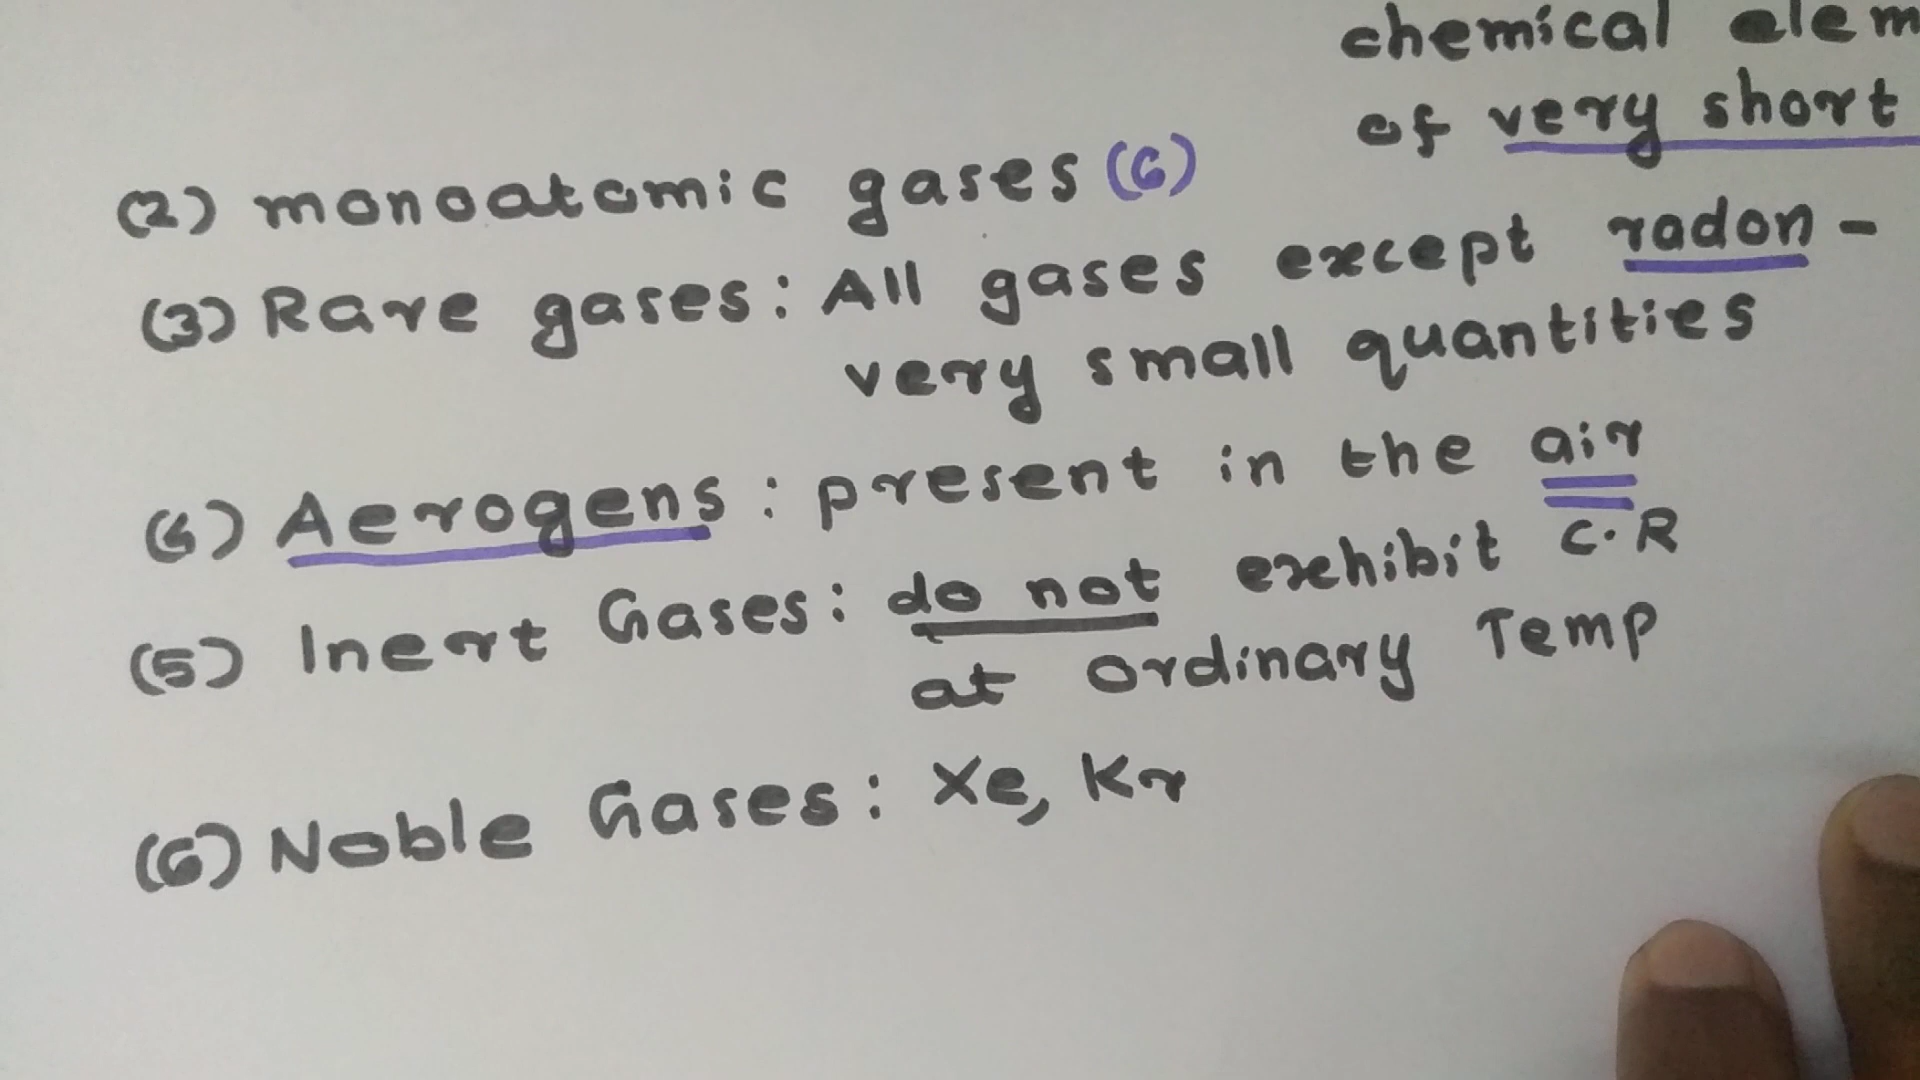 chemical elem
of very short
(2) monoatomic gases (6)
(3) Rare gases: All gases except radon -
very small quantities
(4) Aerogens: present in the air
(5) Inert Gases: do not exhibit C.R
at ordinary Temp
(6) Noble Gases: Xe, Kr